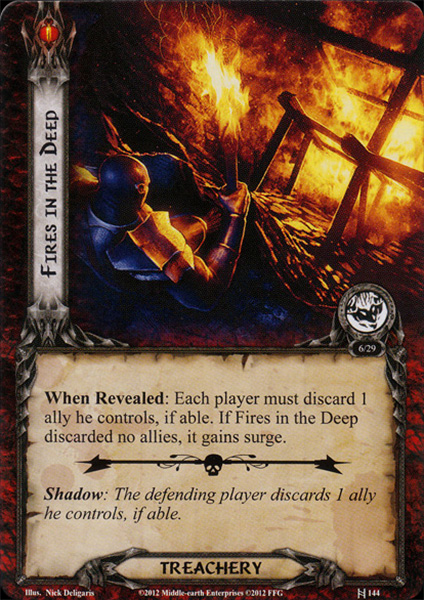 FIRES IN THE DEEP
6/29
When Revealed: Each player must discard 1
ally he controls, if able. If Fires in the Deep
discarded no allies, it gains surge.
Shadow: The defending player discards 1 ally
he controls, if able.
TREACHERY
Illus. Nick Deligaris ©2012 Middle-earth Enterprises ©2012 FFG 144